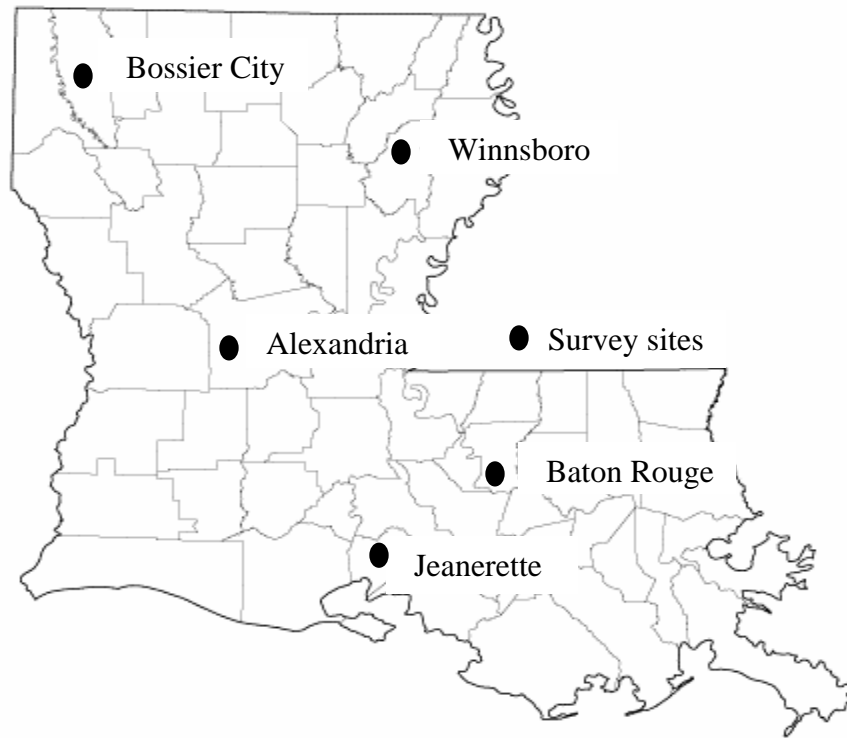 Bossier City
Winnsboro
Alexandria
Survey sites
Baton Rouge
Jeanerette